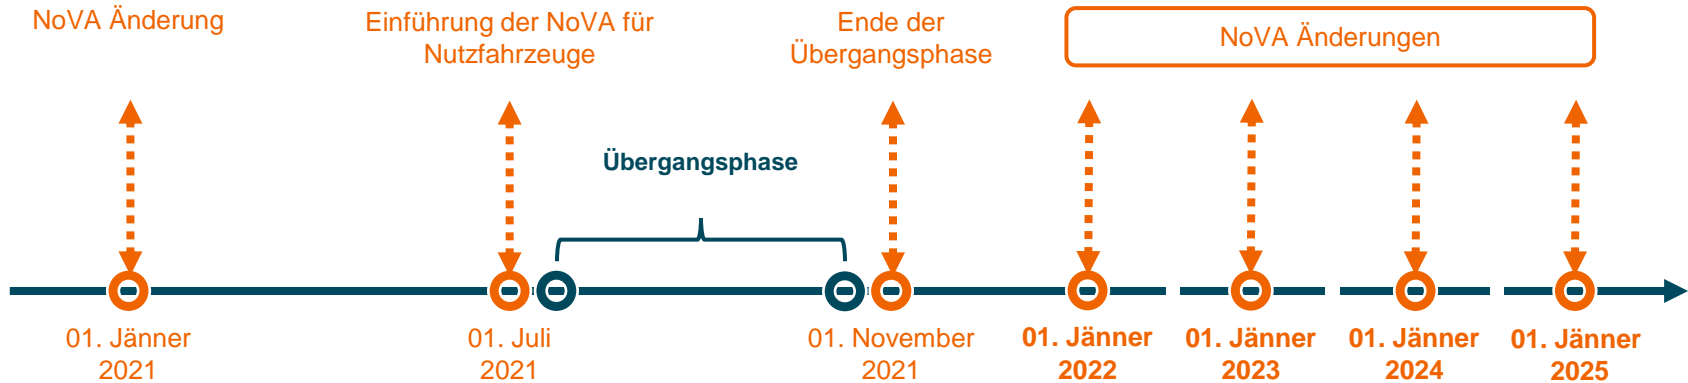 NoVA Änderung
Einführung der NoVA für
Nutzfahrzeuge
Ende der
Übergangsphase
NoVA Änderungen
Übergangsphase
01. Jänner
2021
01. Juli
2021
01. November
2021
01. Jänner
2022
01. Jänner
2023
01. Jänner
2024
01. Jänner
2025